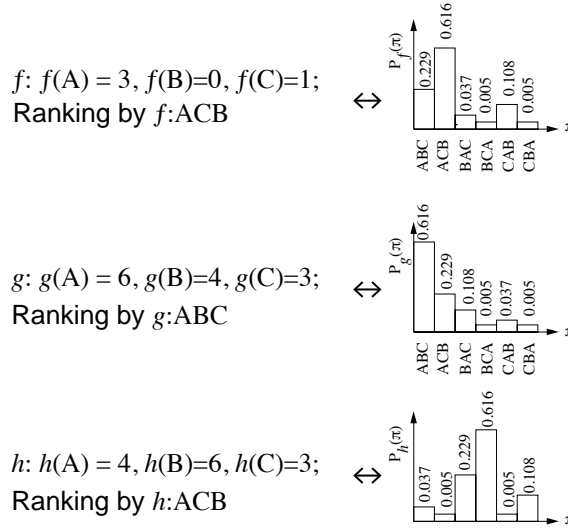 f: f(A) = 3, f(B)=0, f(C)=1;
Ranking by f:ACB
↔
P_f(π)
0.229
0.616
0.037
0.005
0.108
0.005
ABC
ACB
BAC
BCA
CAB
CBA
g: g(A) = 6, g(B)=4, g(C)=3;
Ranking by g:ABC
↔
P_g(π)
0.616
0.229
0.108
0.005
0.037
0.005
ABC
ACB
BAC
BCA
CAB
CBA
h: h(A) = 4, h(B)=6, h(C)=3;
Ranking by h:ACB
↔
P_h(π)
0.037
0.005
0.229
0.616
0.005
0.108